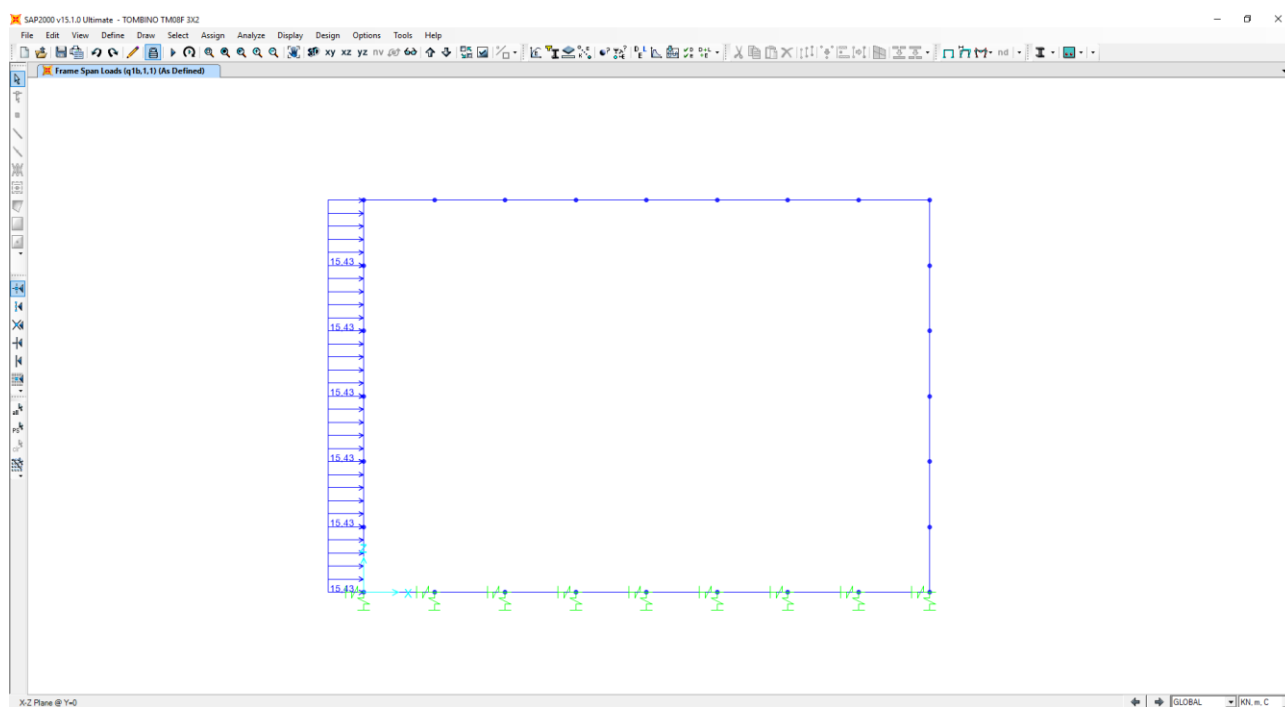 SAP2000 v15.1.0 Ultimate - TOMBINO TM08F 3X2
File Edit View Define Draw Select Assign Analyze Display Design Options Tools Help
xy xz yz nv nd
Frame Span Loads (q1b,1,1) (As Defined)
15.43
15.43
15.43
15.43
15.43
15.43
X
X-Z Plane @ Y=0
GLOBAL KN, m, C